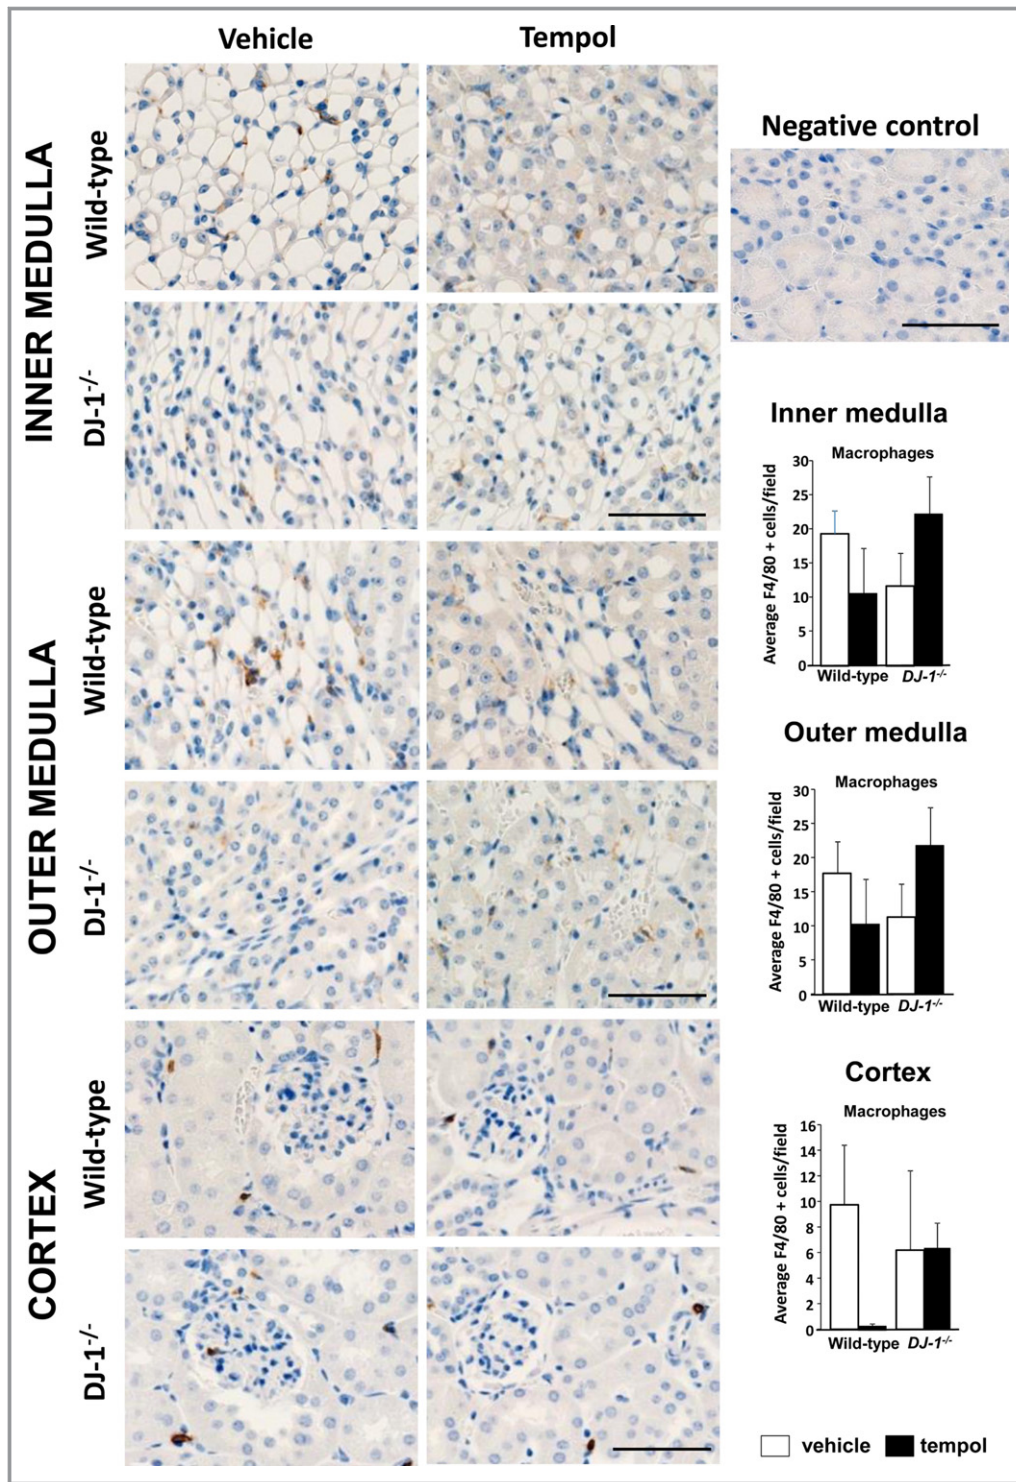 Vehicle
Tempol
INNER MEDULLA
Wild-type
DJ-1-/-
OUTER MEDULLA
Wild-type
DJ-1-/-
CORTEX
Wild-type
DJ-1-/-
Negative control
Inner medulla
Macrophages
Average F4/80 + cells/field
30
25
20
15
10
5
0
Wild-type DJ-1-/-
Outer medulla
Macrophages
Average F4/80 + cells/field
30
25
20
15
10
5
0
Wild-type DJ-1-/-
Cortex
Macrophages
Average F4/80 + cells/field
16
14
12
10
8
6
4
2
0
Wild-type DJ-1-/-
vehicle tempol